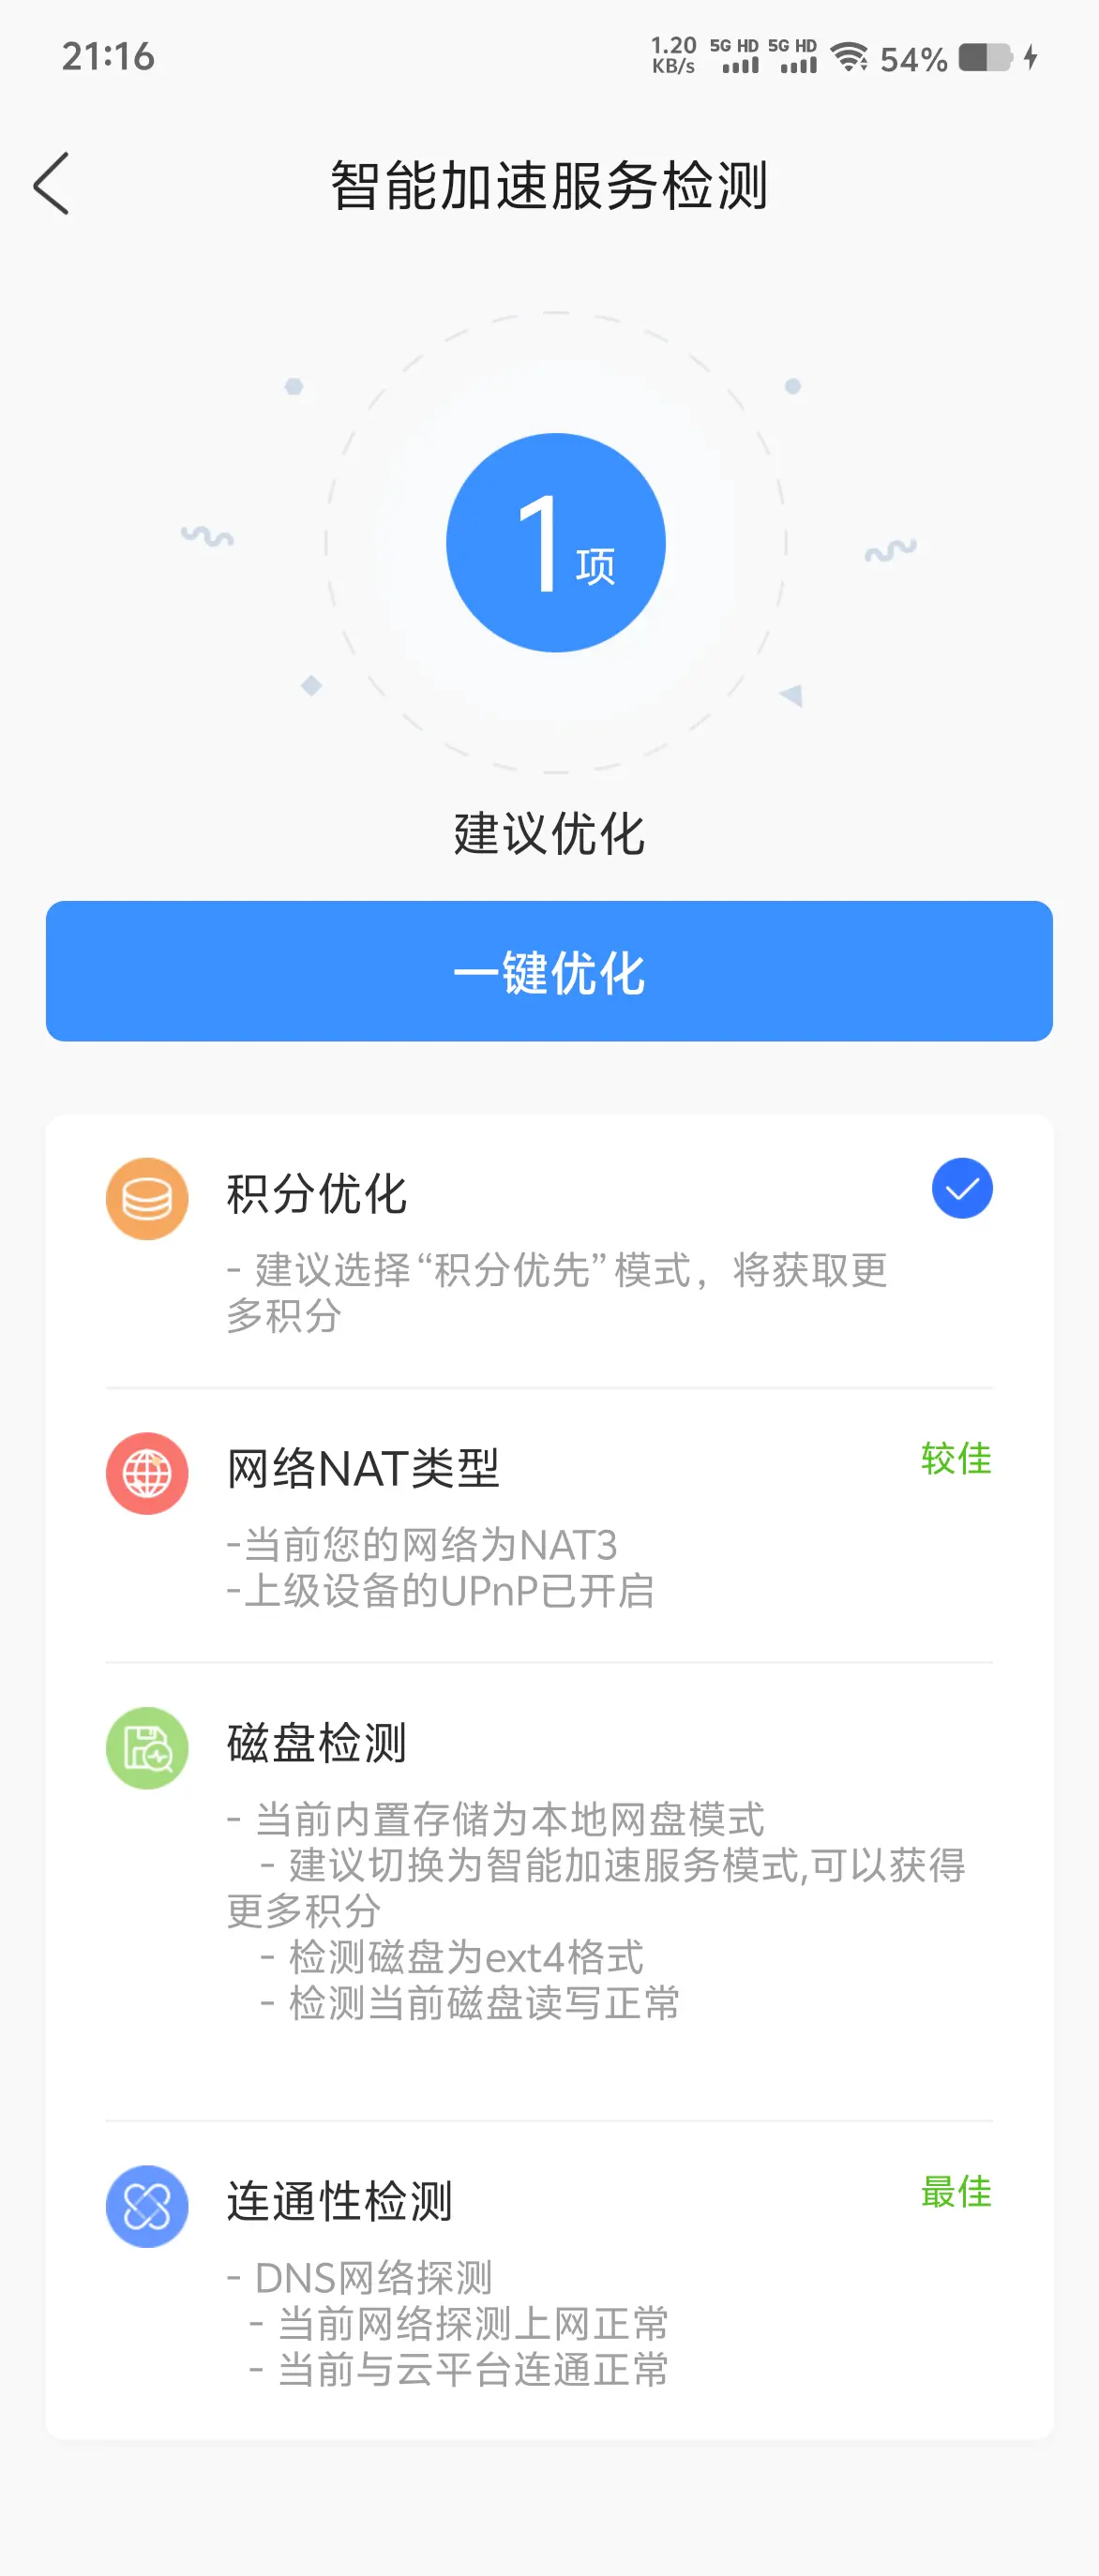 21:16
1.20 KB/s 5G HD 5G HD 54%
智能加速服务检测
1项
建议优化
一键优化
积分优化
- 建议选择“积分优先”模式，将获取更
多积分
网络NAT类型 较佳
-当前您的网络为NAT3
-上级设备的UPnP已开启
磁盘检测
- 当前内置存储为本地网盘模式
- 建议切换为智能加速服务模式,可以获得
更多积分
- 检测磁盘为ext4格式
- 检测当前磁盘读写正常
连通性检测 最佳
- DNS网络探测
- 当前网络探测上网正常
- 当前与云平台连通正常